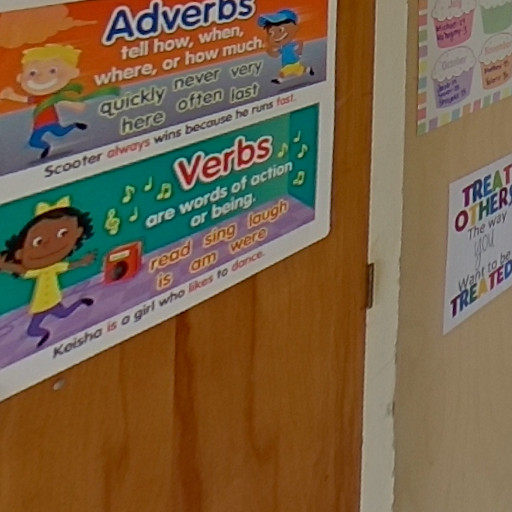 Adverbs
tell how, when,
where, or how much.
quickly never very
here often last
Scooter always wins because he runs fast.
Verbs
are words of action
or being.
read sing laugh
is am were
Keisha is a girl who likes to dance.
July
October
TREAT
OTHERS
The way
you
Want to be
TREATED